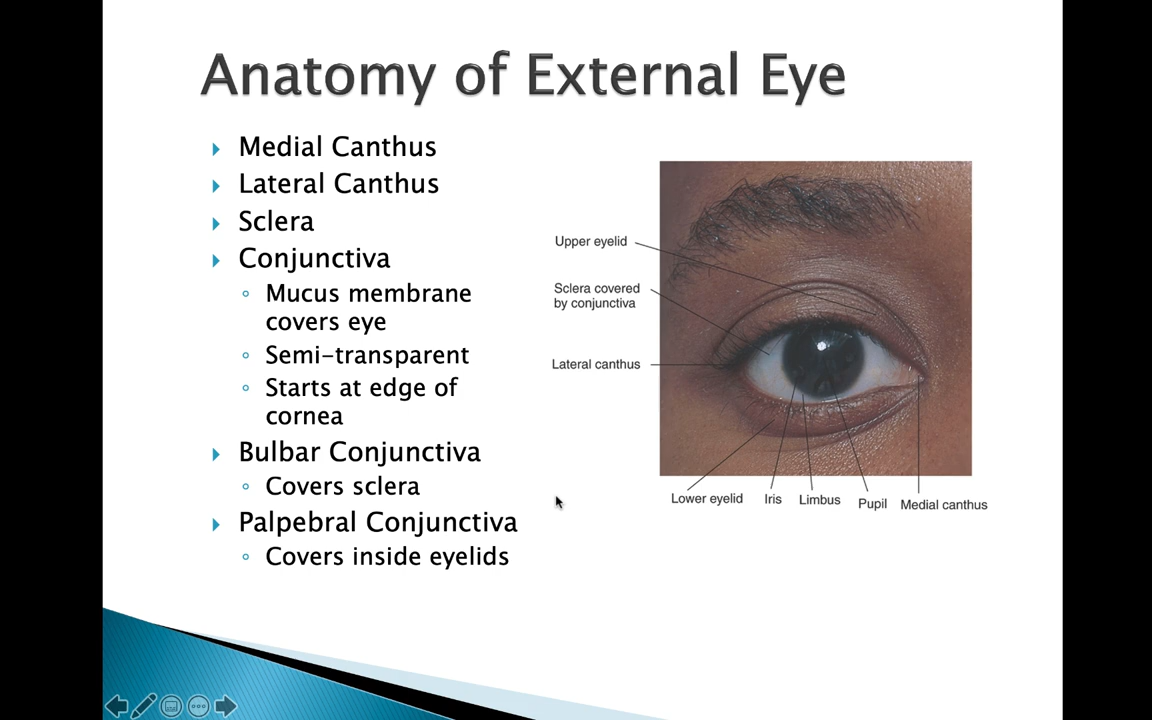 Anatomy of External Eye
Medial Canthus
Lateral Canthus
Sclera
Conjunctiva
Mucus membrane
covers eye
Semi-transparent
Starts at edge of
cornea
Bulbar Conjunctiva
Covers sclera
Palpebral Conjunctiva
Covers inside eyelids
Upper eyelid
Sclera covered
by conjunctiva
Lateral canthus
Lower eyelid
Iris
Limbus
Pupil
Medial canthus